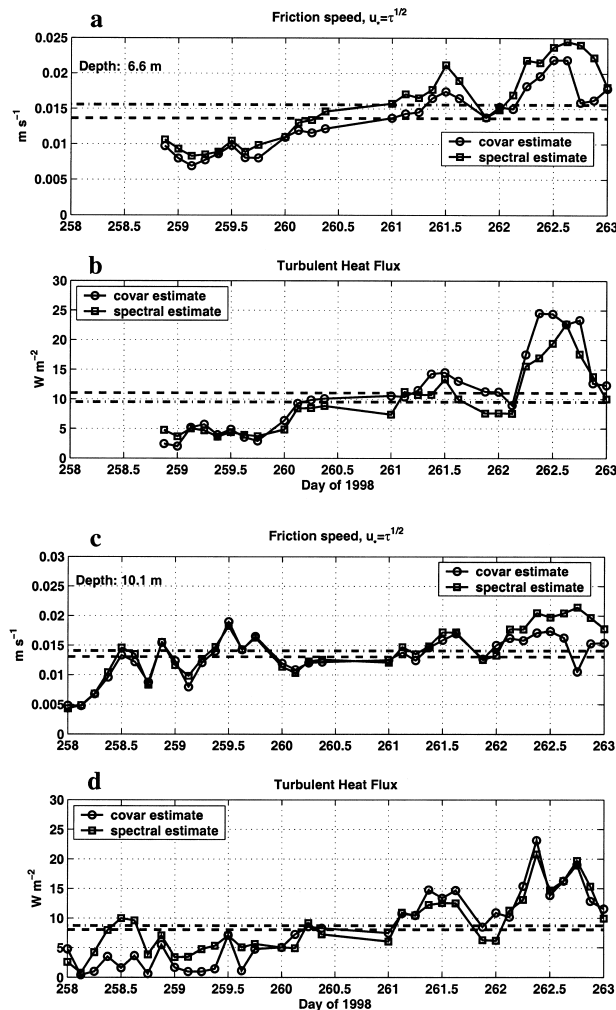 a
Friction speed, u*=τ1/2
0.025
0.02
0.015
0.01
0.005
0
m s−1
Depth: 6.6 m
covar estimate
spectral estimate
258 258.5 259 259.5 260 260.5 261 261.5 262 262.5 263
b
Turbulent Heat Flux
30
25
20
15
10
5
0
W m−2
covar estimate
spectral estimate
258 258.5 259 259.5 260 260.5 261 261.5 262 262.5 263
Day of 1998
c
Friction speed, u*=τ1/2
0.03
0.025
0.02
0.015
0.01
0.005
0
m s−1
Depth: 10.1 m
covar estimate
spectral estimate
258 258.5 259 259.5 260 260.5 261 261.5 262 262.5 263
d
Turbulent Heat Flux
30
25
20
15
10
5
0
W m−2
covar estimate
spectral estimate
258 258.5 259 259.5 260 260.5 261 261.5 262 262.5 263
Day of 1998